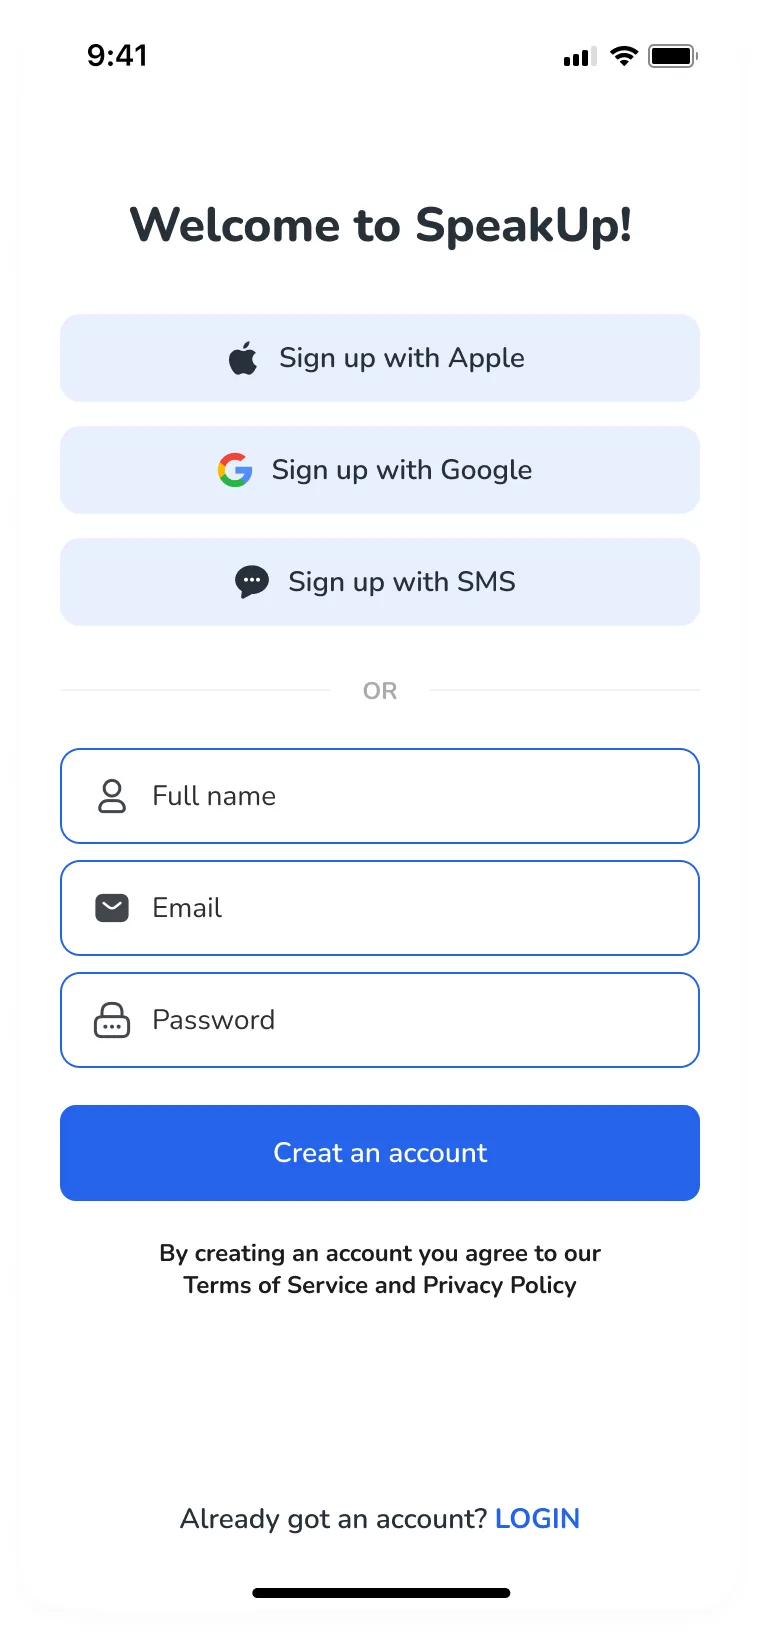 9:41
Welcome to SpeakUp!
Sign up with Apple
Sign up with Google
Sign up with SMS
OR
Full name
Email
Password
Creat an account
By creating an account you agree to our
Terms of Service and Privacy Policy
Already got an account? LOGIN